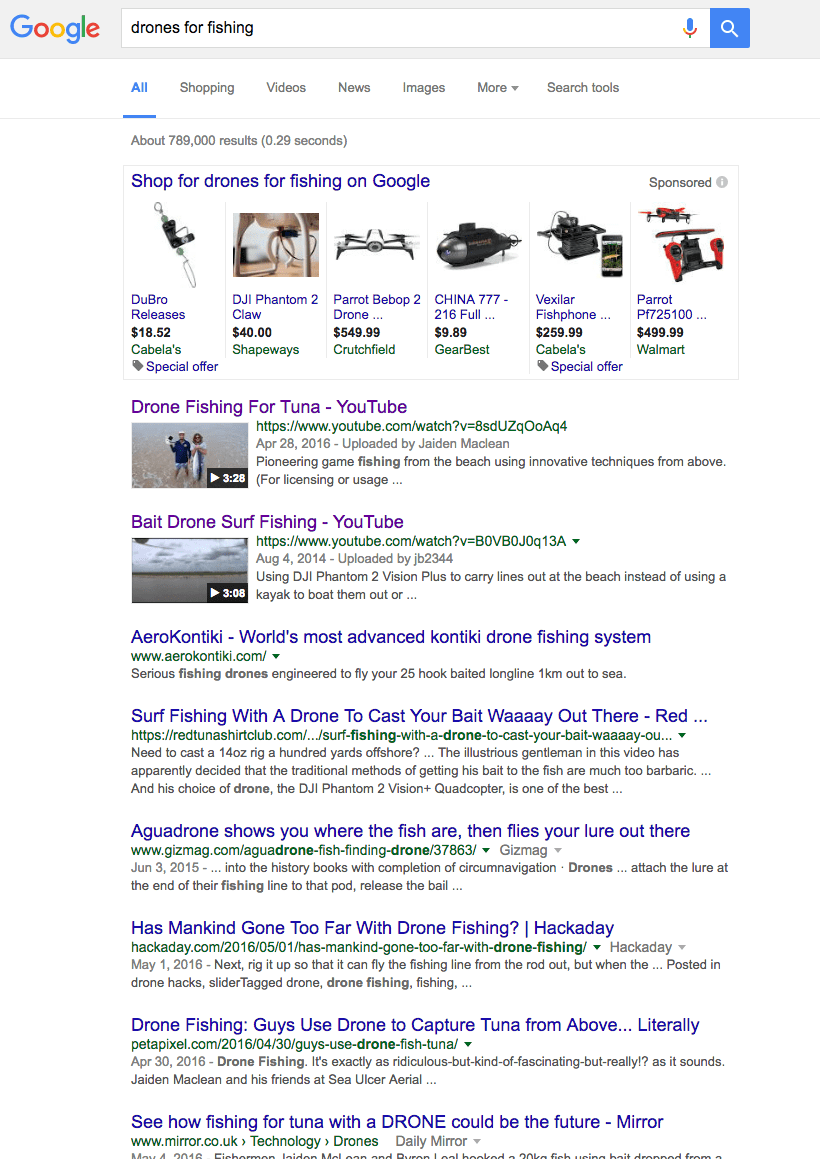 Google
drones for fishing
All Shopping Videos News Images More Search tools
About 789,000 results (0.29 seconds)
Shop for drones for fishing on Google
Sponsored
DuBro
Releases
$18.52
Cabela's
Special offer
DJI Phantom 2
Claw
$40.00
Shapeways
Parrot Bebop 2
Drone ...
$549.99
Crutchfield
CHINA 777 -
216 Full ...
$9.89
GearBest
Vexilar
Fishphone ...
$259.99
Cabela's
Special offer
Parrot
Pf725100 ...
$499.99
Walmart
Drone Fishing For Tuna - YouTube
3:28
https://www.youtube.com/watch?v=8sdUZqOoAq4
Apr 28, 2016 - Uploaded by Jaiden Maclean
Pioneering game fishing from the beach using innovative techniques from above.
(For licensing or usage ...
Bait Drone Surf Fishing - YouTube
3:08
https://www.youtube.com/watch?v=B0VB0J0q13A
Aug 4, 2014 - Uploaded by jb2344
Using DJI Phantom 2 Vision Plus to carry lines out at the beach instead of using a
kayak to boat them out or ...
AeroKontiki - World's most advanced kontiki drone fishing system
www.aerokontiki.com/
Serious fishing drones engineered to fly your 25 hook baited longline 1km out to sea.
Surf Fishing With A Drone To Cast Your Bait Waaaay Out There - Red ...
https://redtunashirtclub.com/.../surf-fishing-with-a-drone-to-cast-your-bait-waaaay-ou...
Need to cast a 14oz rig a hundred yards offshore? ... The illustrious gentleman in this video has
apparently decided that the traditional methods of getting his bait to the fish are much too barbaric. ...
And his choice of drone, the DJI Phantom 2 Vision+ Quadcopter, is one of the best ...
Aguadrone shows you where the fish are, then flies your lure out there
www.gizmag.com/aguadrone-fish-finding-drone/37863/ Gizmag
Jun 3, 2015 - ... into the history books with completion of circumnavigation · Drones ... attach the lure at
the end of their fishing line to that pod, release the bail ...
Has Mankind Gone Too Far With Drone Fishing? | Hackaday
hackaday.com/2016/05/01/has-mankind-gone-too-far-with-drone-fishing/ Hackaday
May 1, 2016 - Next, rig it up so that it can fly the fishing line from the rod out, but when the ... Posted in
drone hacks, sliderTagged drone, drone fishing, fishing, ...
Drone Fishing: Guys Use Drone to Capture Tuna from Above... Literally
petapixel.com/2016/04/30/guys-use-drone-fish-tuna/
Apr 30, 2016 - Drone Fishing. It's exactly as ridiculous-but-kind-of-fascinating-but-really!? as it sounds.
Jaiden Maclean and his friends at Sea Ulcer Aerial ...
See how fishing for tuna with a DRONE could be the future - Mirror
www.mirror.co.uk › Technology › Drones Daily Mirror
May 4, 2016 - Fishermen Jaiden McLean and Byron Leal hooked a 20kg fish using bait dropped from a